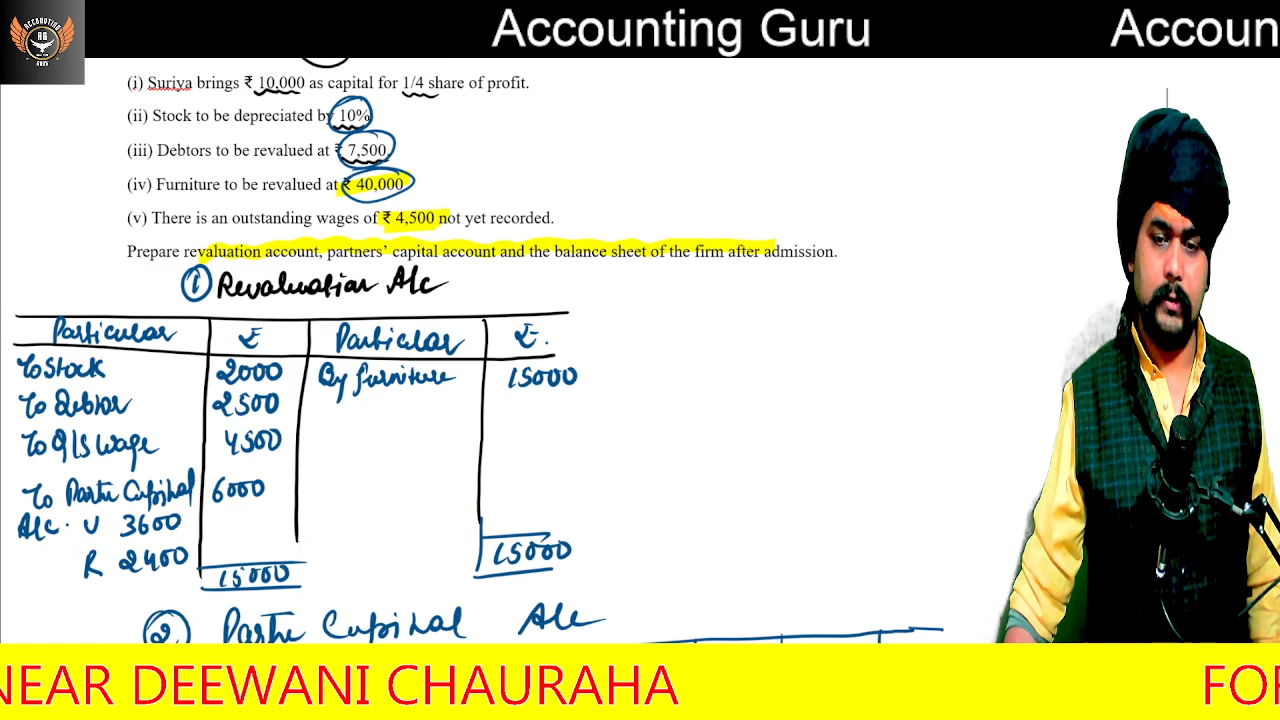 Accounting Guru
Accoun
ACCOUNTING
AG
GURU
(i) Suriya brings ₹ 10,000 as capital for 1/4 share of profit.
(ii) Stock to be depreciated by 10%
(iii) Debtors to be revalued at ₹ 7,500
(iv) Furniture to be revalued at ₹ 40,000
(v) There is an outstanding wages of ₹ 4,500 not yet recorded.
Prepare revaluation account, partners’ capital account and the balance sheet of the firm after admission.
① Revaluation A/c
Particular ₹ Particular ₹.
To Stock 2000 By furniture 15000
To Debtor 2500
To O/S wage 4500
To Partn Capital 6000
A/c. V 3600
R 2400
15000 15000
② Partn Capital A/c
NEAR DEEWANI CHAURAHA
FOR